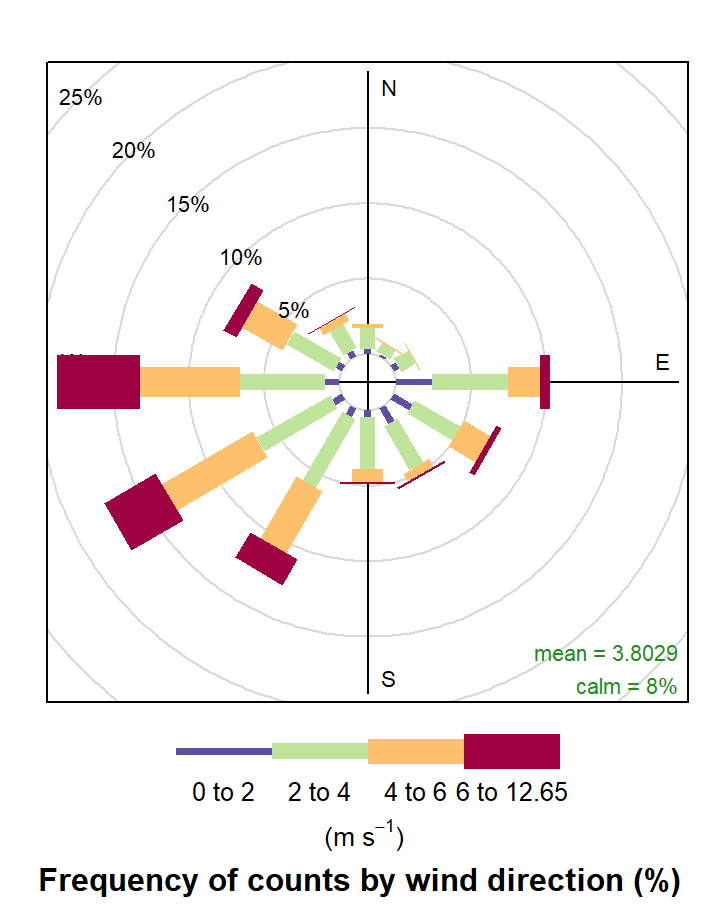 N
25%
20%
15%
10%
5%
E
mean = 3.8029
S
calm = 8%
0 to 2 2 to 4 4 to 6 6 to 12.65
(m s⁻¹)
Frequency of counts by wind direction (%)